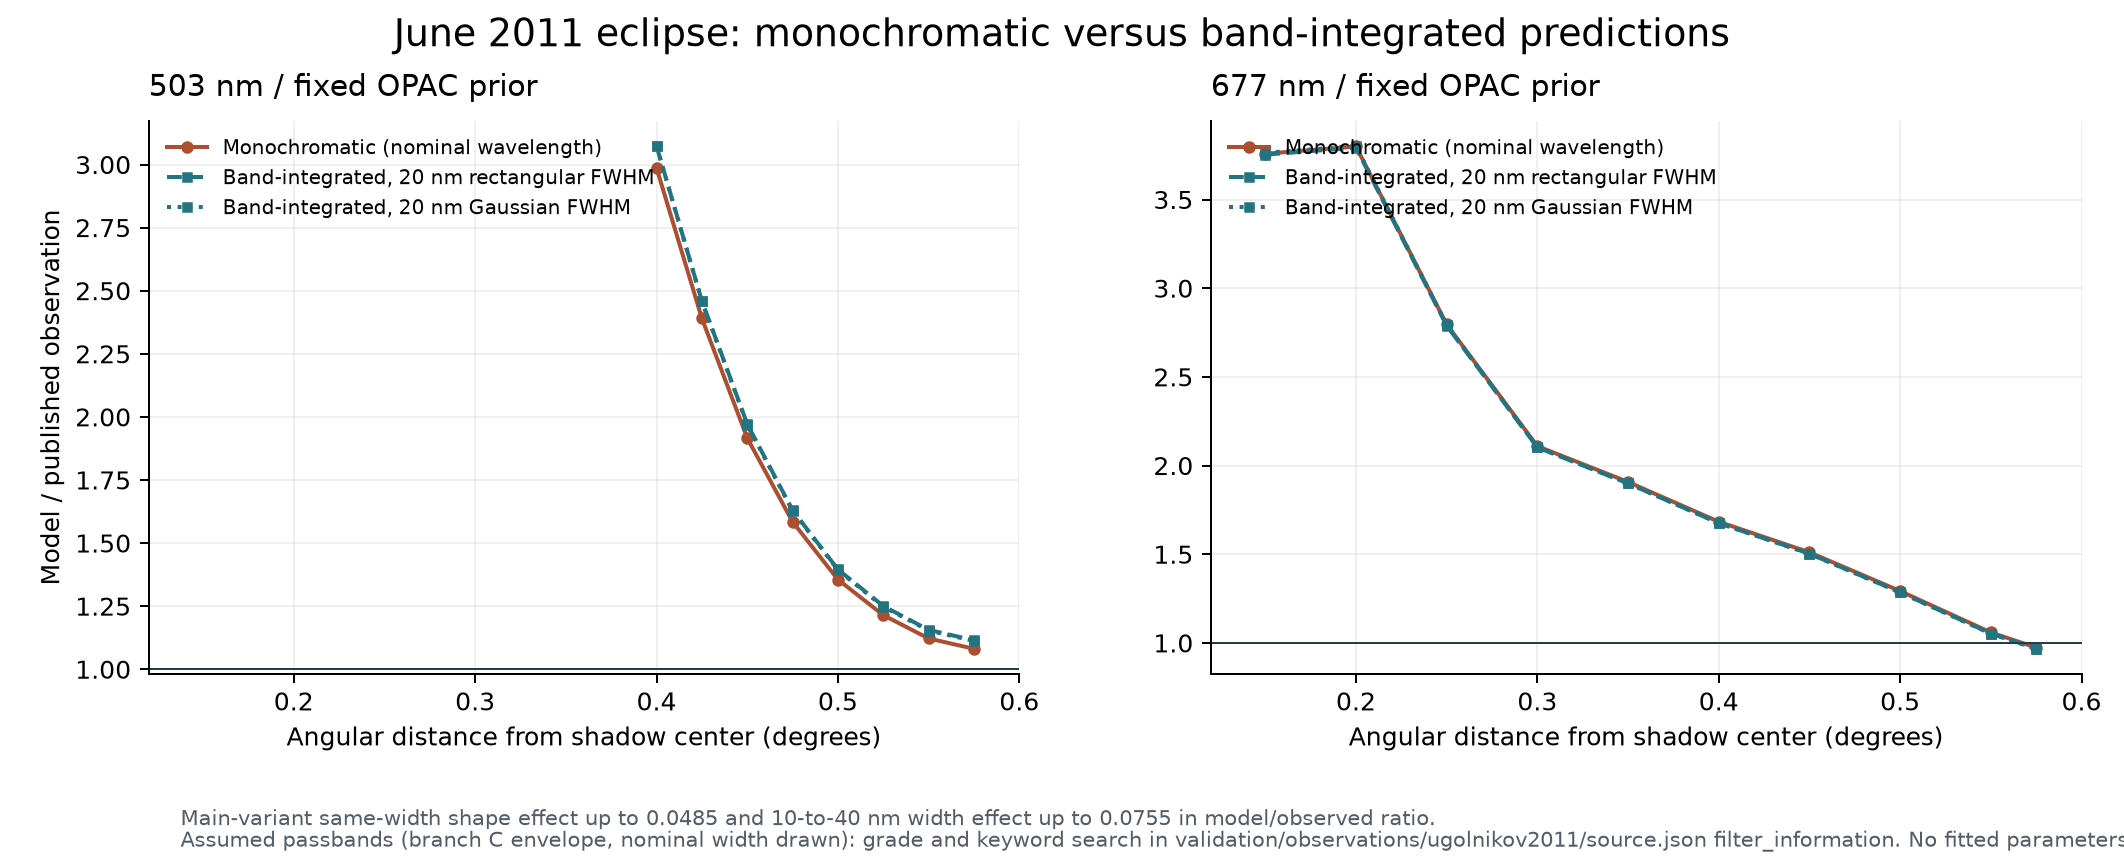 June 2011 eclipse: monochromatic versus band-integrated predictions
503 nm / fixed OPAC prior
Monochromatic (nominal wavelength)
Band-integrated, 20 nm rectangular FWHM
Band-integrated, 20 nm Gaussian FWHM
Model / published observation
3.00
2.75
2.50
2.25
2.00
1.75
1.50
1.25
1.00
0.2
0.3
0.4
0.5
0.6
Angular distance from shadow center (degrees)
677 nm / fixed OPAC prior
Monochromatic (nominal wavelength)
Band-integrated, 20 nm rectangular FWHM
Band-integrated, 20 nm Gaussian FWHM
3.5
3.0
2.5
2.0
1.5
1.0
0.2
0.3
0.4
0.5
0.6
Angular distance from shadow center (degrees)
Main-variant same-width shape effect up to 0.0485 and 10-to-40 nm width effect up to 0.0755 in model/observed ratio.
Assumed passbands (branch C envelope, nominal width drawn): grade and keyword search in validation/observations/ugolnikov2011/source.json filter_information. No fitted parameters